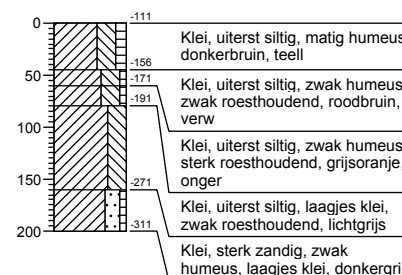 0
-111
Klei, uiterst siltig, matig humeus
donkerbruin, teell
-156
50
-171
Klei, uiterst siltig, zwak humeus
zwak roesthoudend, roodbruin,
verw
-191
100
Klei, uiterst siltig, zwak humeus
sterk roesthoudend, grijsoranje,
onger
150
-271
Klei, uiterst siltig, laagjes klei,
zwak roesthoudend, lichtgrijs
200
-311
Klei, sterk zandig, zwak
humeus, laagjes klei, donkergri